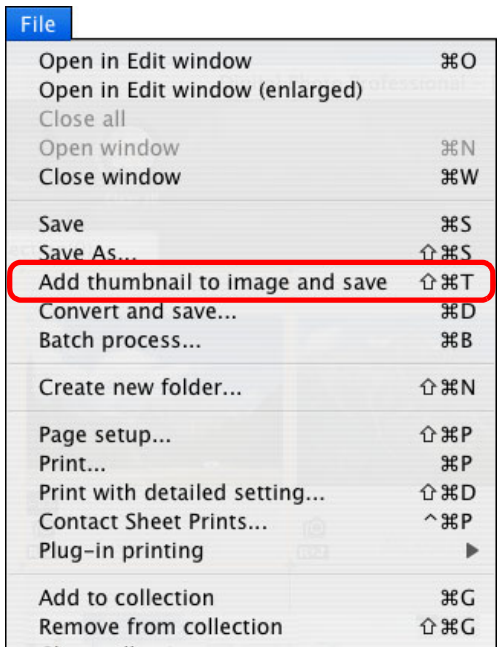 File
Open in Edit window ⌘O
Open in Edit window (enlarged)
Close all
Open window ⌘N
Close window ⌘W
Save ⌘S
Save As... ⇧⌘S
Add thumbnail to image and save ⇧⌘T
Convert and save... ⌘D
Batch process... ⌘B
Create new folder... ⇧⌘N
Page setup... ⇧⌘P
Print... ⌘P
Print with detailed setting... ⇧⌘D
Contact Sheet Prints... ^⌘P
Plug-in printing ▶
Add to collection ⌘G
Remove from collection ⇧⌘G